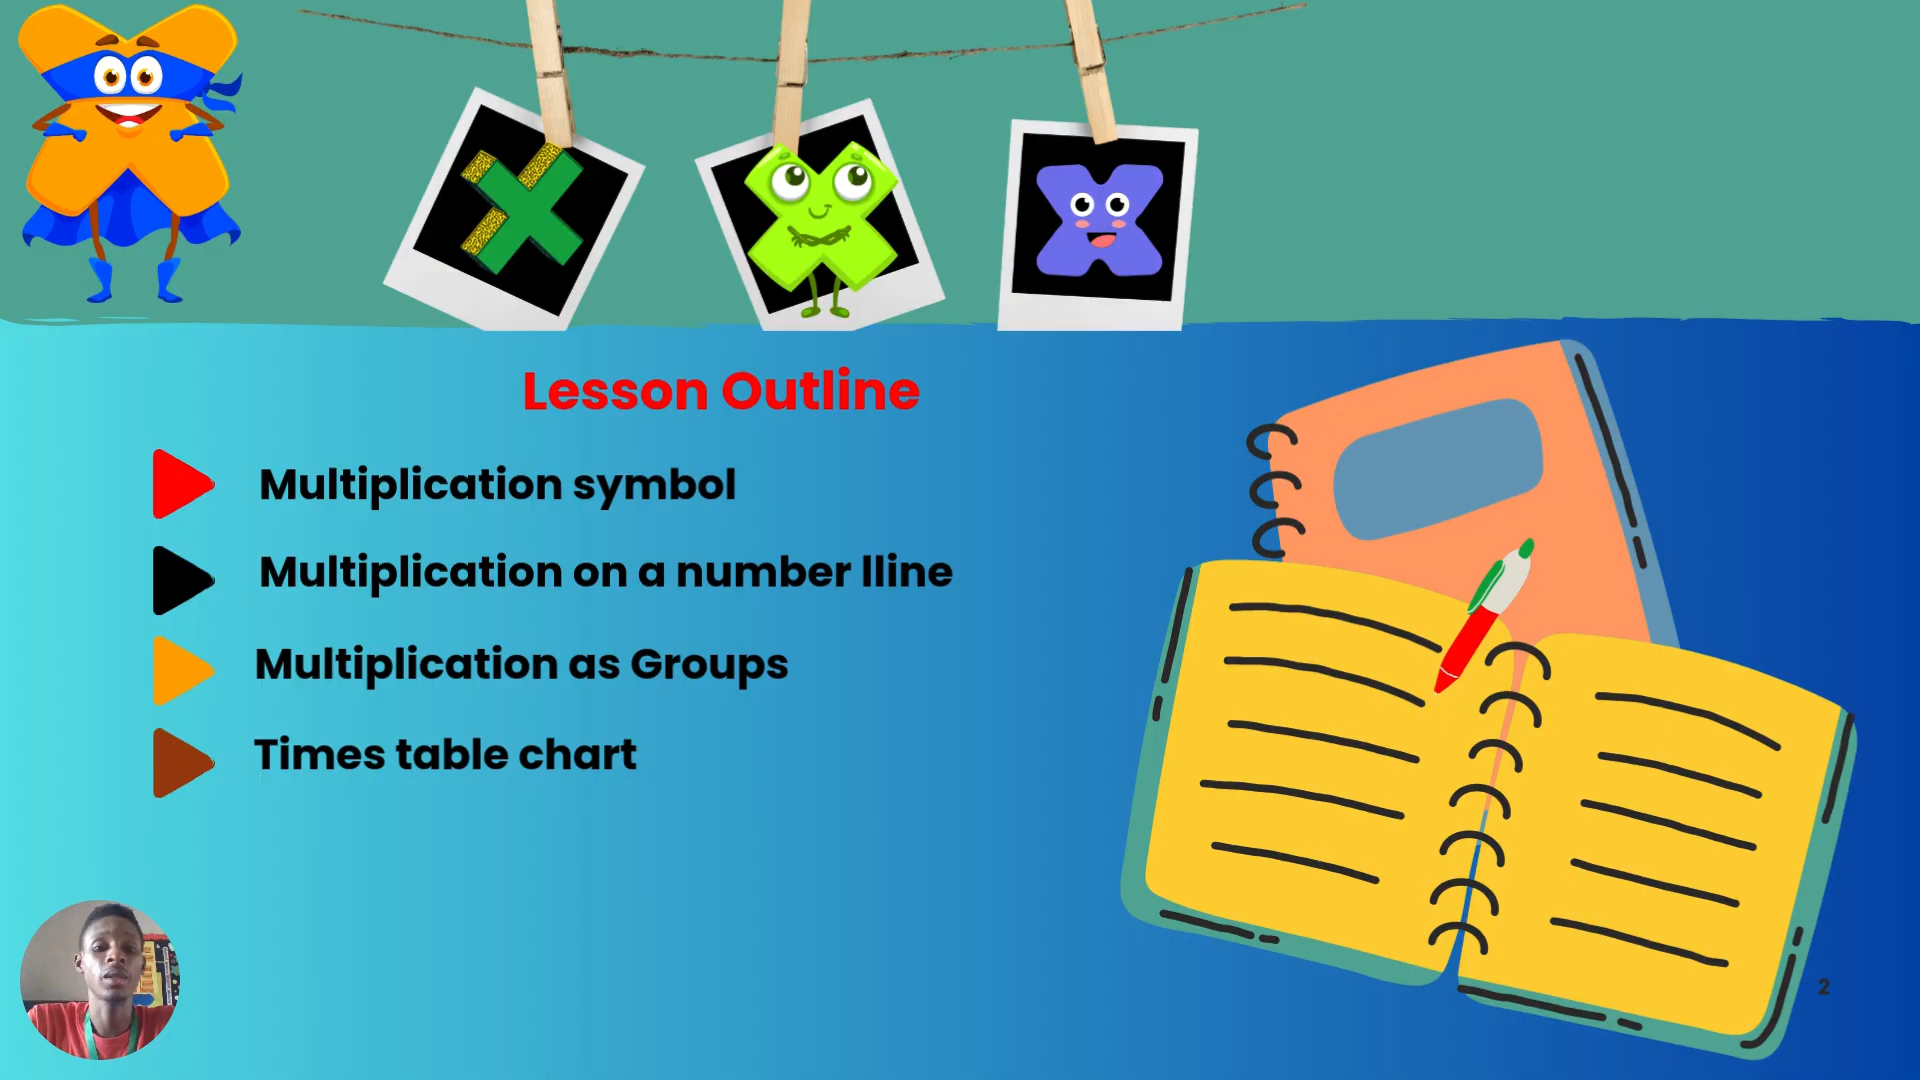 Lesson Outline
Multiplication symbol
Multiplication on a number lline
Multiplication as Groups
Times table chart
2